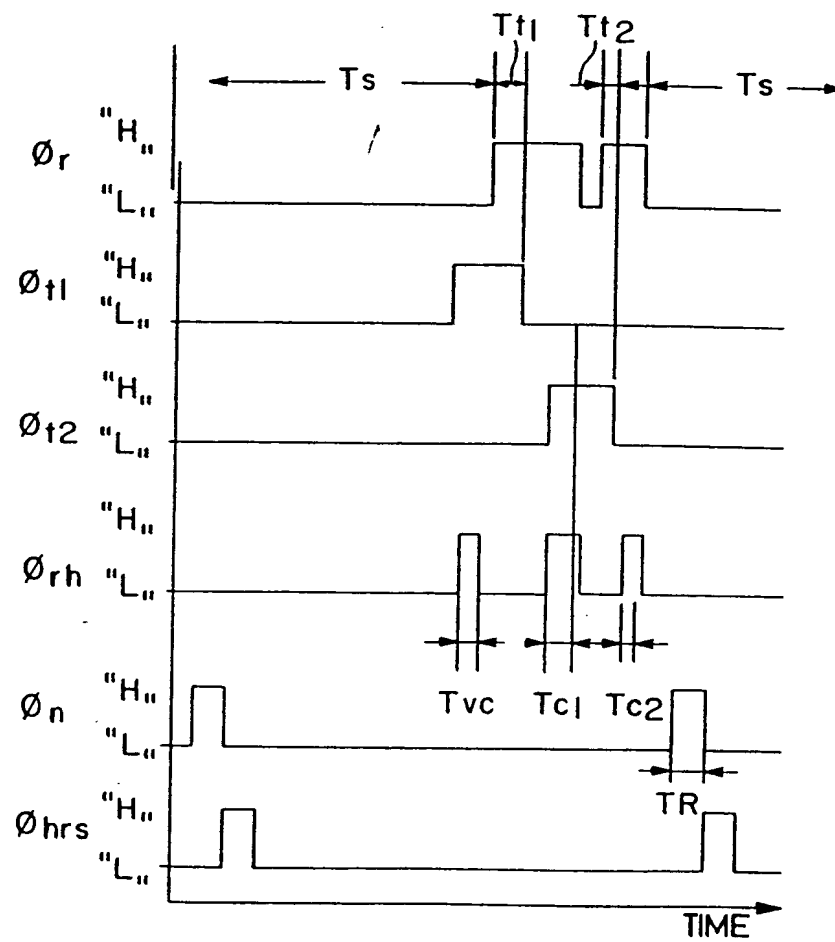 Tt1 Tt2
Ts Ts
Ør "H" "L"
Øt1 "H" "L"
Øt2 "H" "L"
Ørh "H" "L"
Tvc Tc1 Tc2
Øn "H" "L"
TR
Øhrs "H" "L"
TIME